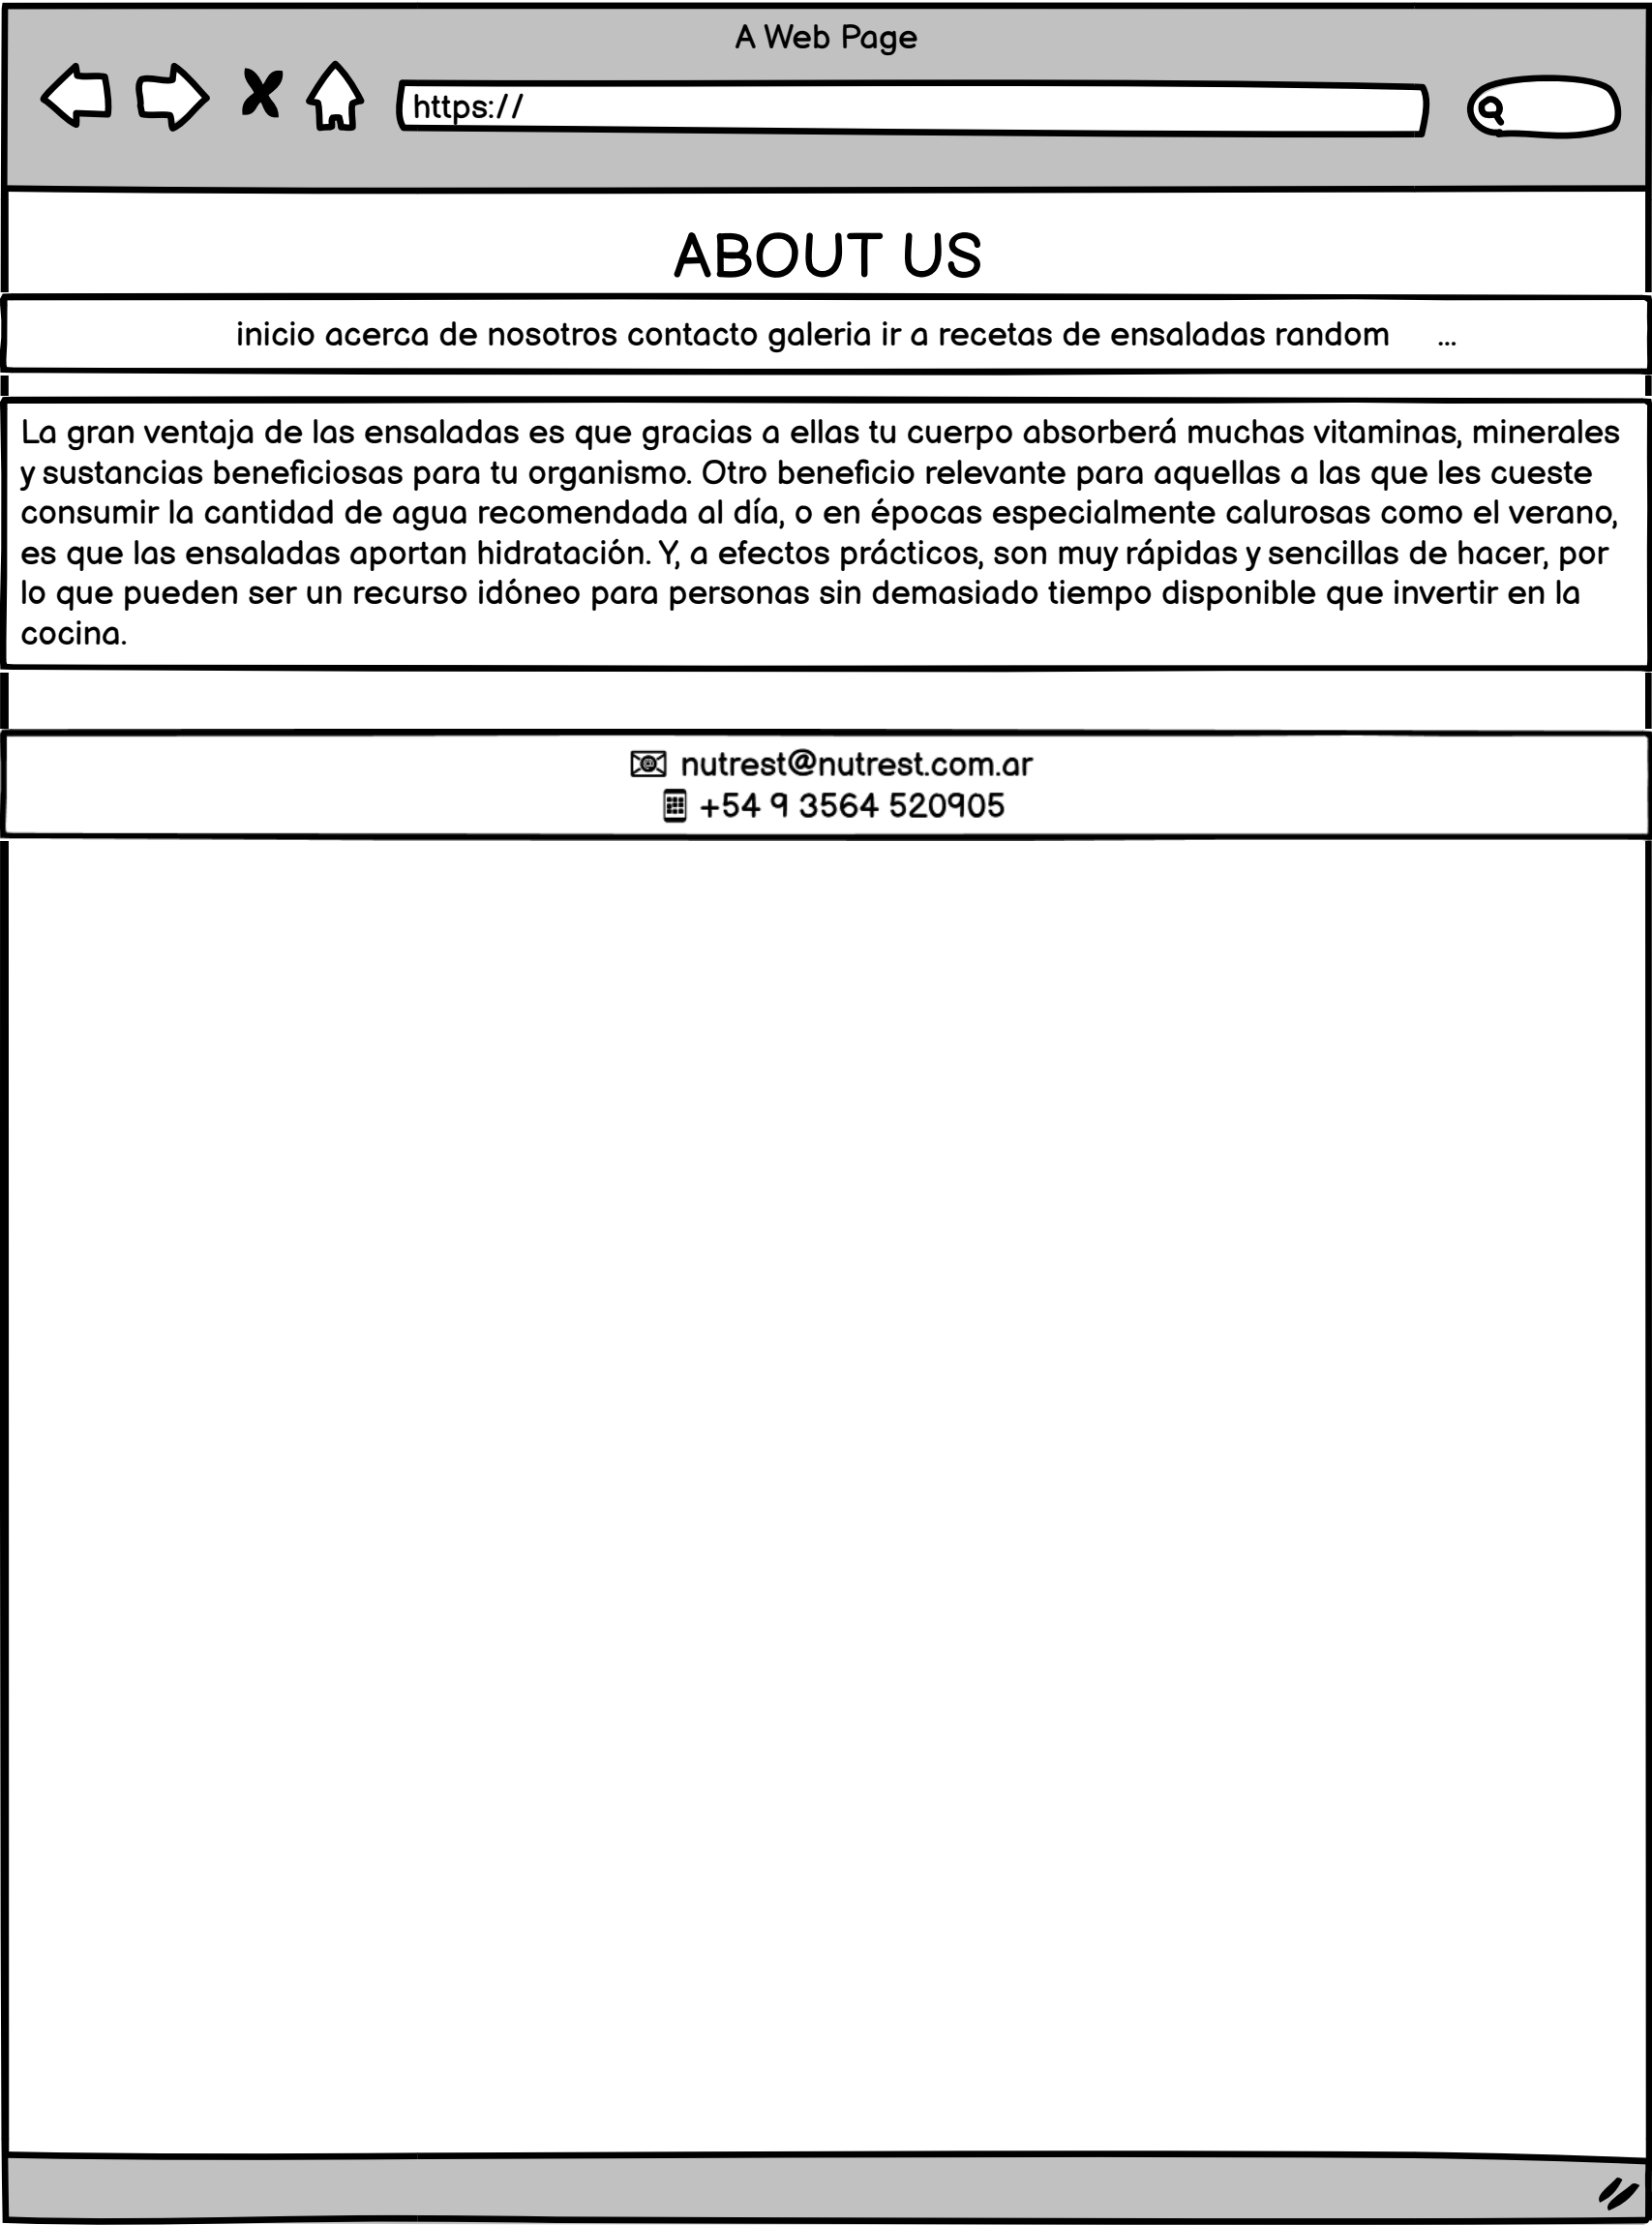 A Web Page
https://
ABOUT US
inicio acerca de nosotros contacto galeria ir a recetas de ensaladas random ...
La gran ventaja de las ensaladas es que gracias a ellas tu cuerpo absorberá muchas vitaminas, minerales
y sustancias beneficiosas para tu organismo. Otro beneficio relevante para aquellas a las que les cueste
consumir la cantidad de agua recomendada al día, o en épocas especialmente calurosas como el verano,
es que las ensaladas aportan hidratación. Y, a efectos prácticos, son muy rápidas y sencillas de hacer, por
lo que pueden ser un recurso idóneo para personas sin demasiado tiempo disponible que invertir en la
cocina.
nutrest@nutrest.com.ar
+54 9 3564 520905